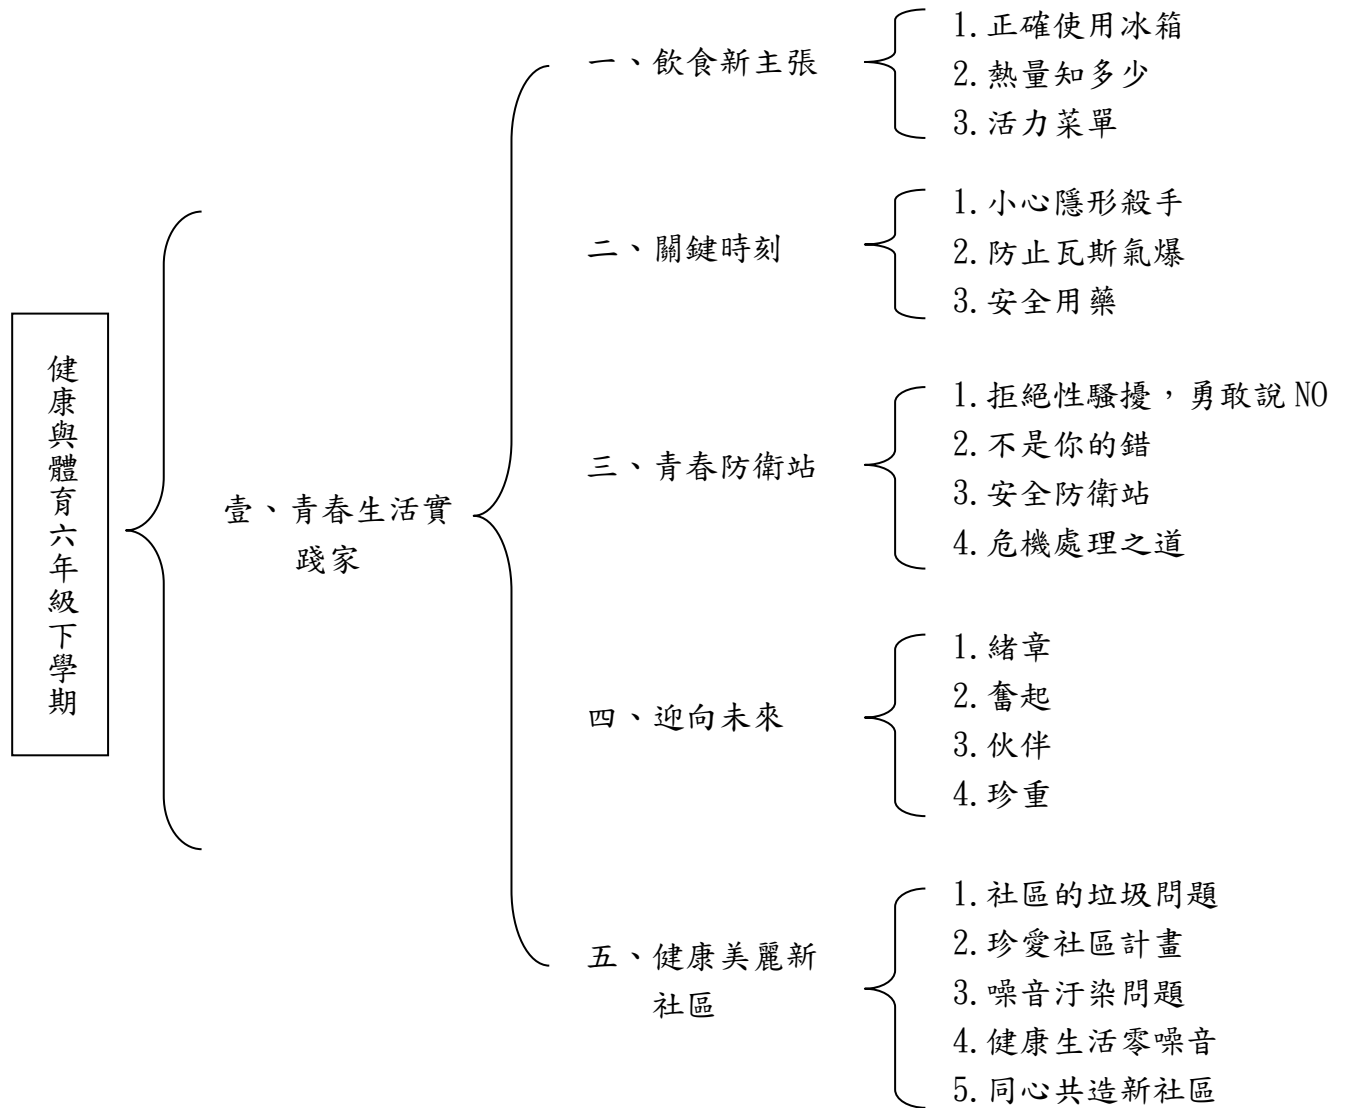 健康與體育六年級下學期
壹、青春生活實
踐家
一、飲食新主張
1.正確使用冰箱
2.熱量知多少
3.活力菜單
二、關鍵時刻
1.小心隱形殺手
2.防止瓦斯氣爆
3.安全用藥
三、青春防衛站
1.拒絕性騷擾，勇敢說 NO
2.不是你的錯
3.安全防衛站
4.危機處理之道
四、迎向未來
1.緒章
2.奮起
3.伙伴
4.珍重
五、健康美麗新
社區
1.社區的垃圾問題
2.珍愛社區計畫
3.噪音汙染問題
4.健康生活零噪音
5.同心共造新社區